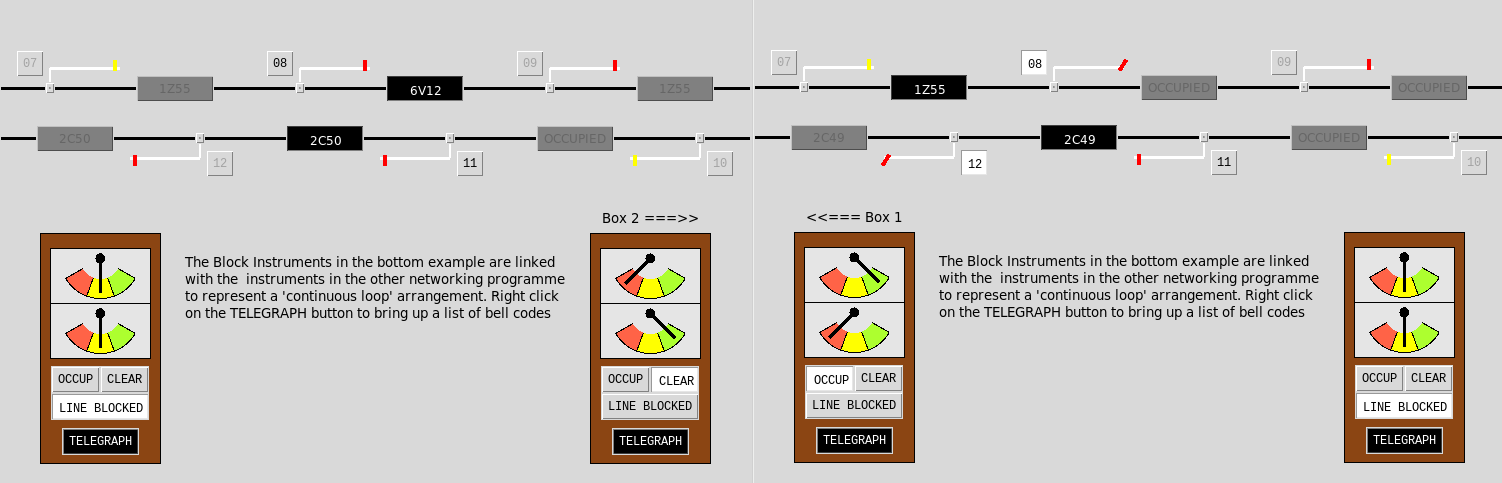 07
1Z55
08
6V12
09
1Z55
2C50
12
2C50
11
OCCUPIED
10
Box 2 ===>>
The Block Instruments in the bottom example are linked
with the  instruments in the other networking programme
to represent a 'continuous loop' arrangement. Right click
on the TELEGRAPH button to bring up a list of bell codes
OCCUP CLEAR
LINE BLOCKED
TELEGRAPH
OCCUP CLEAR
LINE BLOCKED
TELEGRAPH
07
1Z55
08
OCCUPIED
09
OCCUPIED
2C49
12
2C49
11
OCCUPIED
10
<<=== Box 1
The Block Instruments in the bottom example are linked
with the  instruments in the other networking programme
to represent a 'continuous loop' arrangement. Right click
on the TELEGRAPH button to bring up a list of bell codes
OCCUP CLEAR
LINE BLOCKED
TELEGRAPH
OCCUP CLEAR
LINE BLOCKED
TELEGRAPH